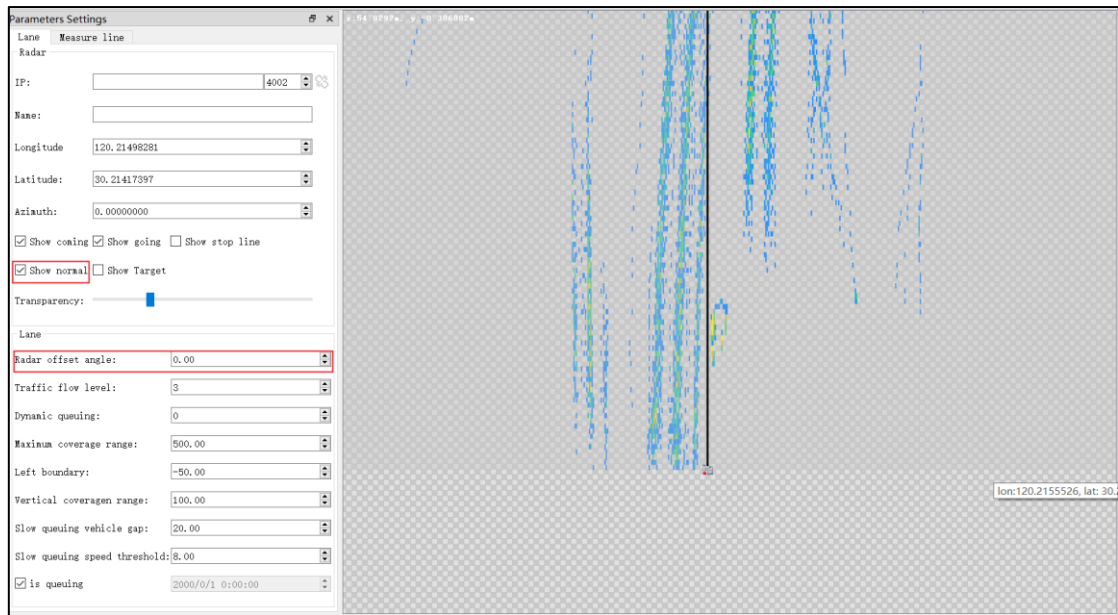 Parameters Settings
Lane Measure line
Radar
IP: 4002
Name:
Longitude 120.21498281
Latitude: 30.21417397
Azimuth: 0.00000000
Show coming Show going Show stop line
Show normal Show Target
Transparency:
Lane
Radar offset angle: 0.00
Traffic flow level: 3
Dynamic queuing: 0
Maximum coverage range: 500.00
Left boundary: -50.00
Vertical coveragen range: 100.00
Slow queuing vehicle gap: 20.00
Slow queuing speed threshold: 8.00
is queuing 2000/0/1 0:00:00
lon:120.2155526, lat: 30.2